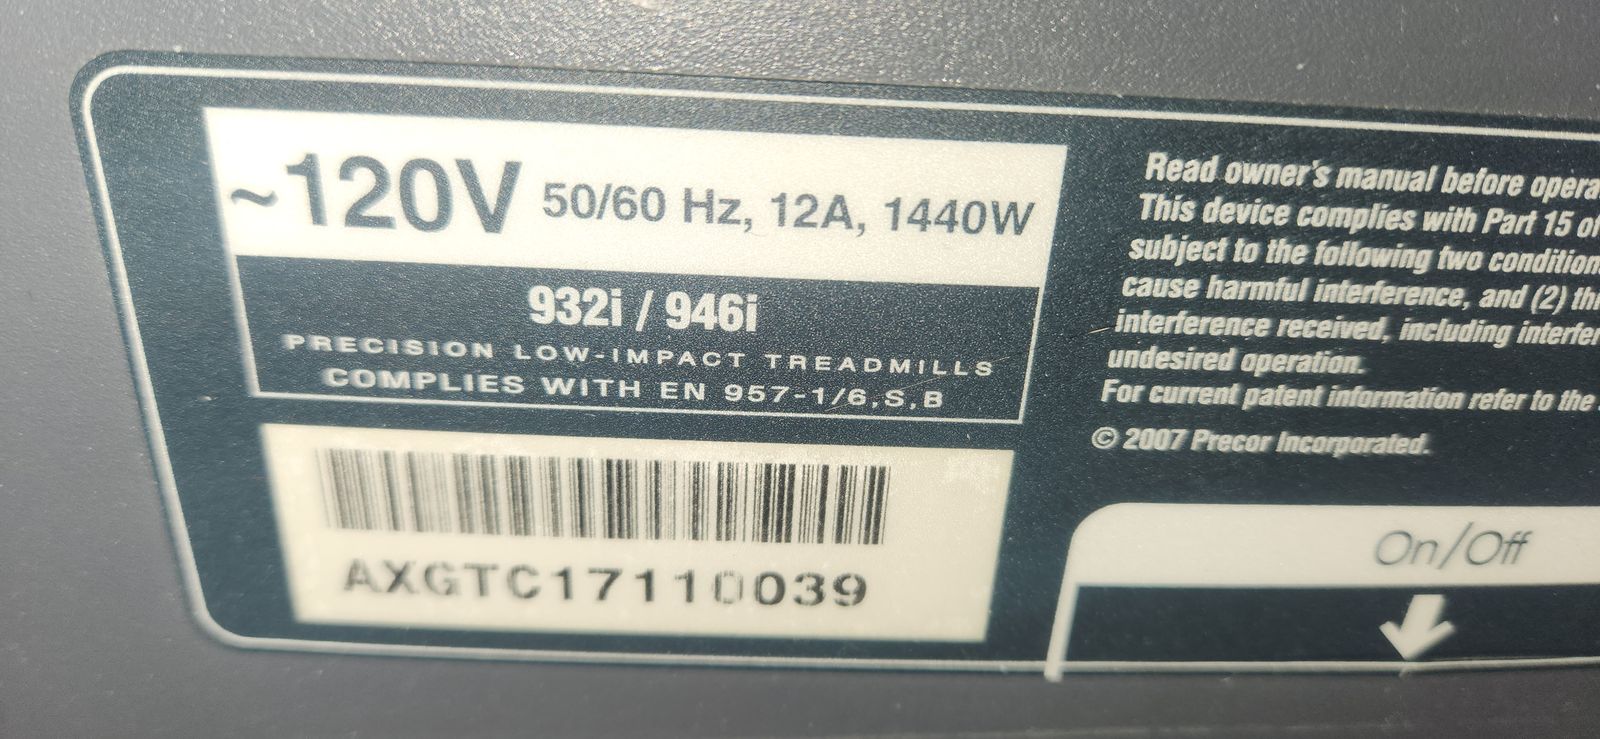 ~120V 50/60 Hz, 12A, 1440W
932i / 946i
PRECISION LOW-IMPACT TREADMILLS
COMPLIES WITH EN 957-1/6,S,B
AXGTC17110039
Read owner's manual before
This device complies with Part 15
subject to the following two
cause harmful interference, and (2)
interference received, including
undesired operation.
For current patent information refer to the
© 2007 Precor Incorporated.
On/Off